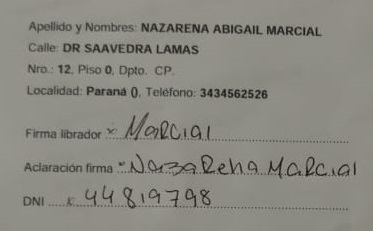 Apellido y Nombres: NAZARENA ABIGAIL MARCIAL
Calle: DR SAAVEDRA LAMAS
Nro.: 12, Piso 0, Dpto. CP.
Localidad: Paraná (), Teléfono: 3434562526
Firma librador x MARCIAL
Aclaración firma x NazaRena MARCial
DNI x 44819798